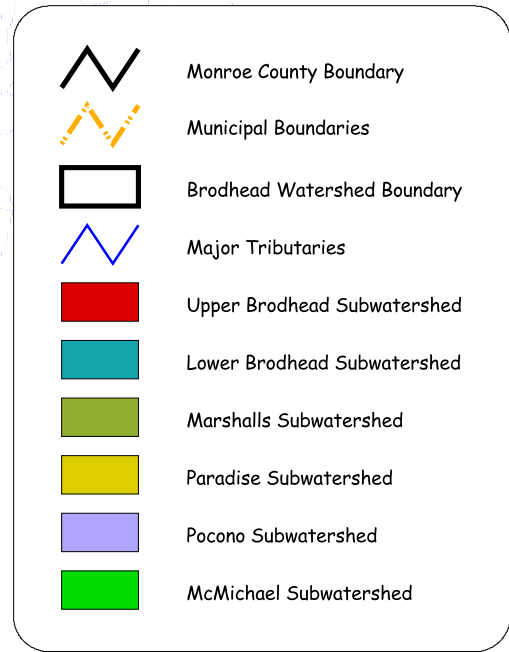 Monroe County Boundary
Municipal Boundaries
Brodhead Watershed Boundary
Major Tributaries
Upper Brodhead Subwatershed
Lower Brodhead Subwatershed
Marshalls Subwatershed
Paradise Subwatershed
Pocono Subwatershed
McMichael Subwatershed